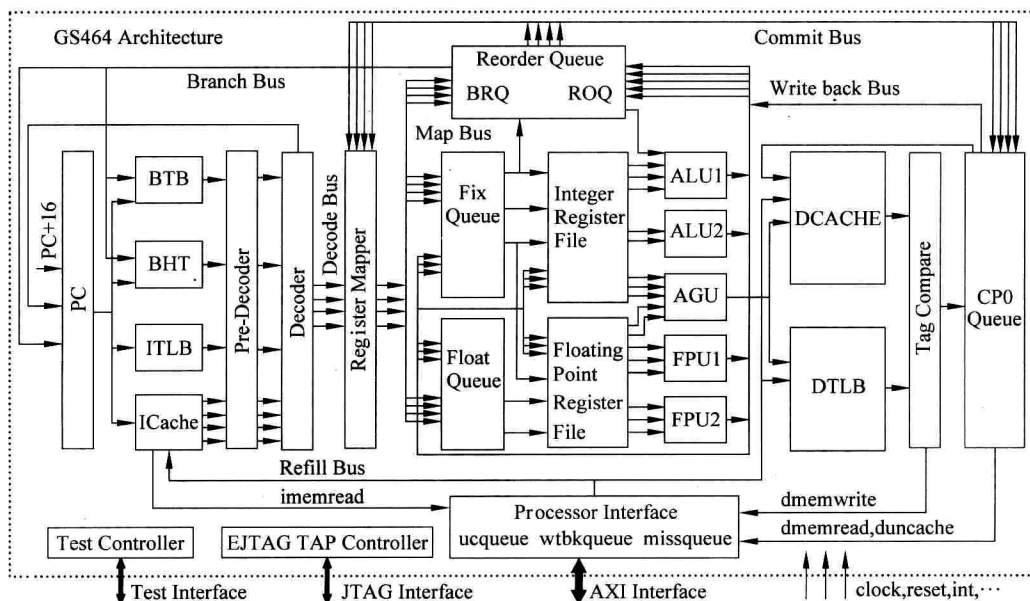 GS464 Architecture
Commit Bus
Reorder Queue
Branch Bus
BRQ
ROQ
Write back Bus
Map Bus
PC+16
PC
BTB
BHT
ITLB
ICache
Pre-Decoder
Decoder
Decode Bus
Register Mapper
Fix
Queue
Float
Queue
Integer
Register
File
Floating
Point
Register
File
ALU1
ALU2
AGU
FPU1
FPU2
DCACHE
DTLB
Tag Compare
CP0
Queue
Refill Bus
imemread
dmemwrite
dmemread,duncache
Processor Interface
ucqueue wtbkqueue missqueue
Test Controller
EJTAG TAP Controller
Test Interface
JTAG Interface
AXI Interface
clock,reset,int,…